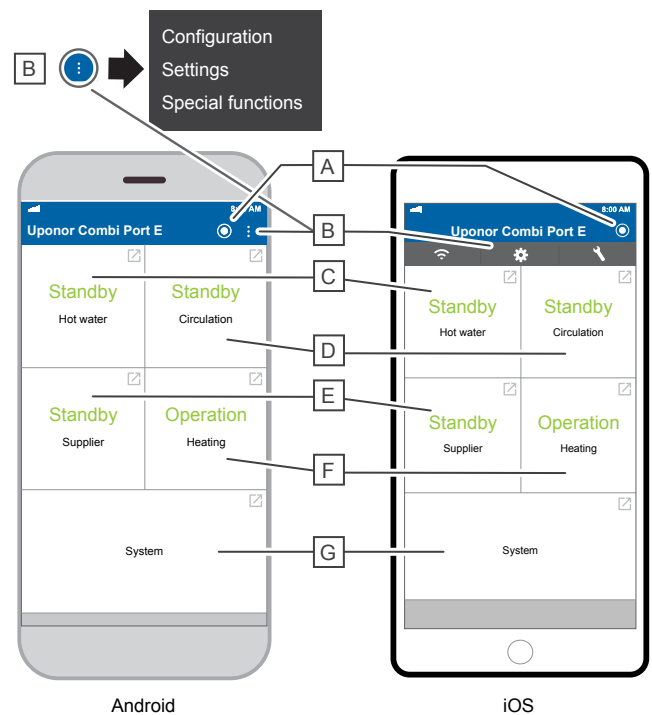 Configuration
B
Settings
Special functions
A
8:00 AM
8:00 AM
Uponor Combi Port E
B
Uponor Combi Port E
C
Standby
Standby
Standby
Standby
Hot water
Circulation
Hot water
Circulation
D
E
Standby
Operation
Standby
Operation
Supplier
Heating
Supplier
Heating
F
System
G
System
Android
iOS